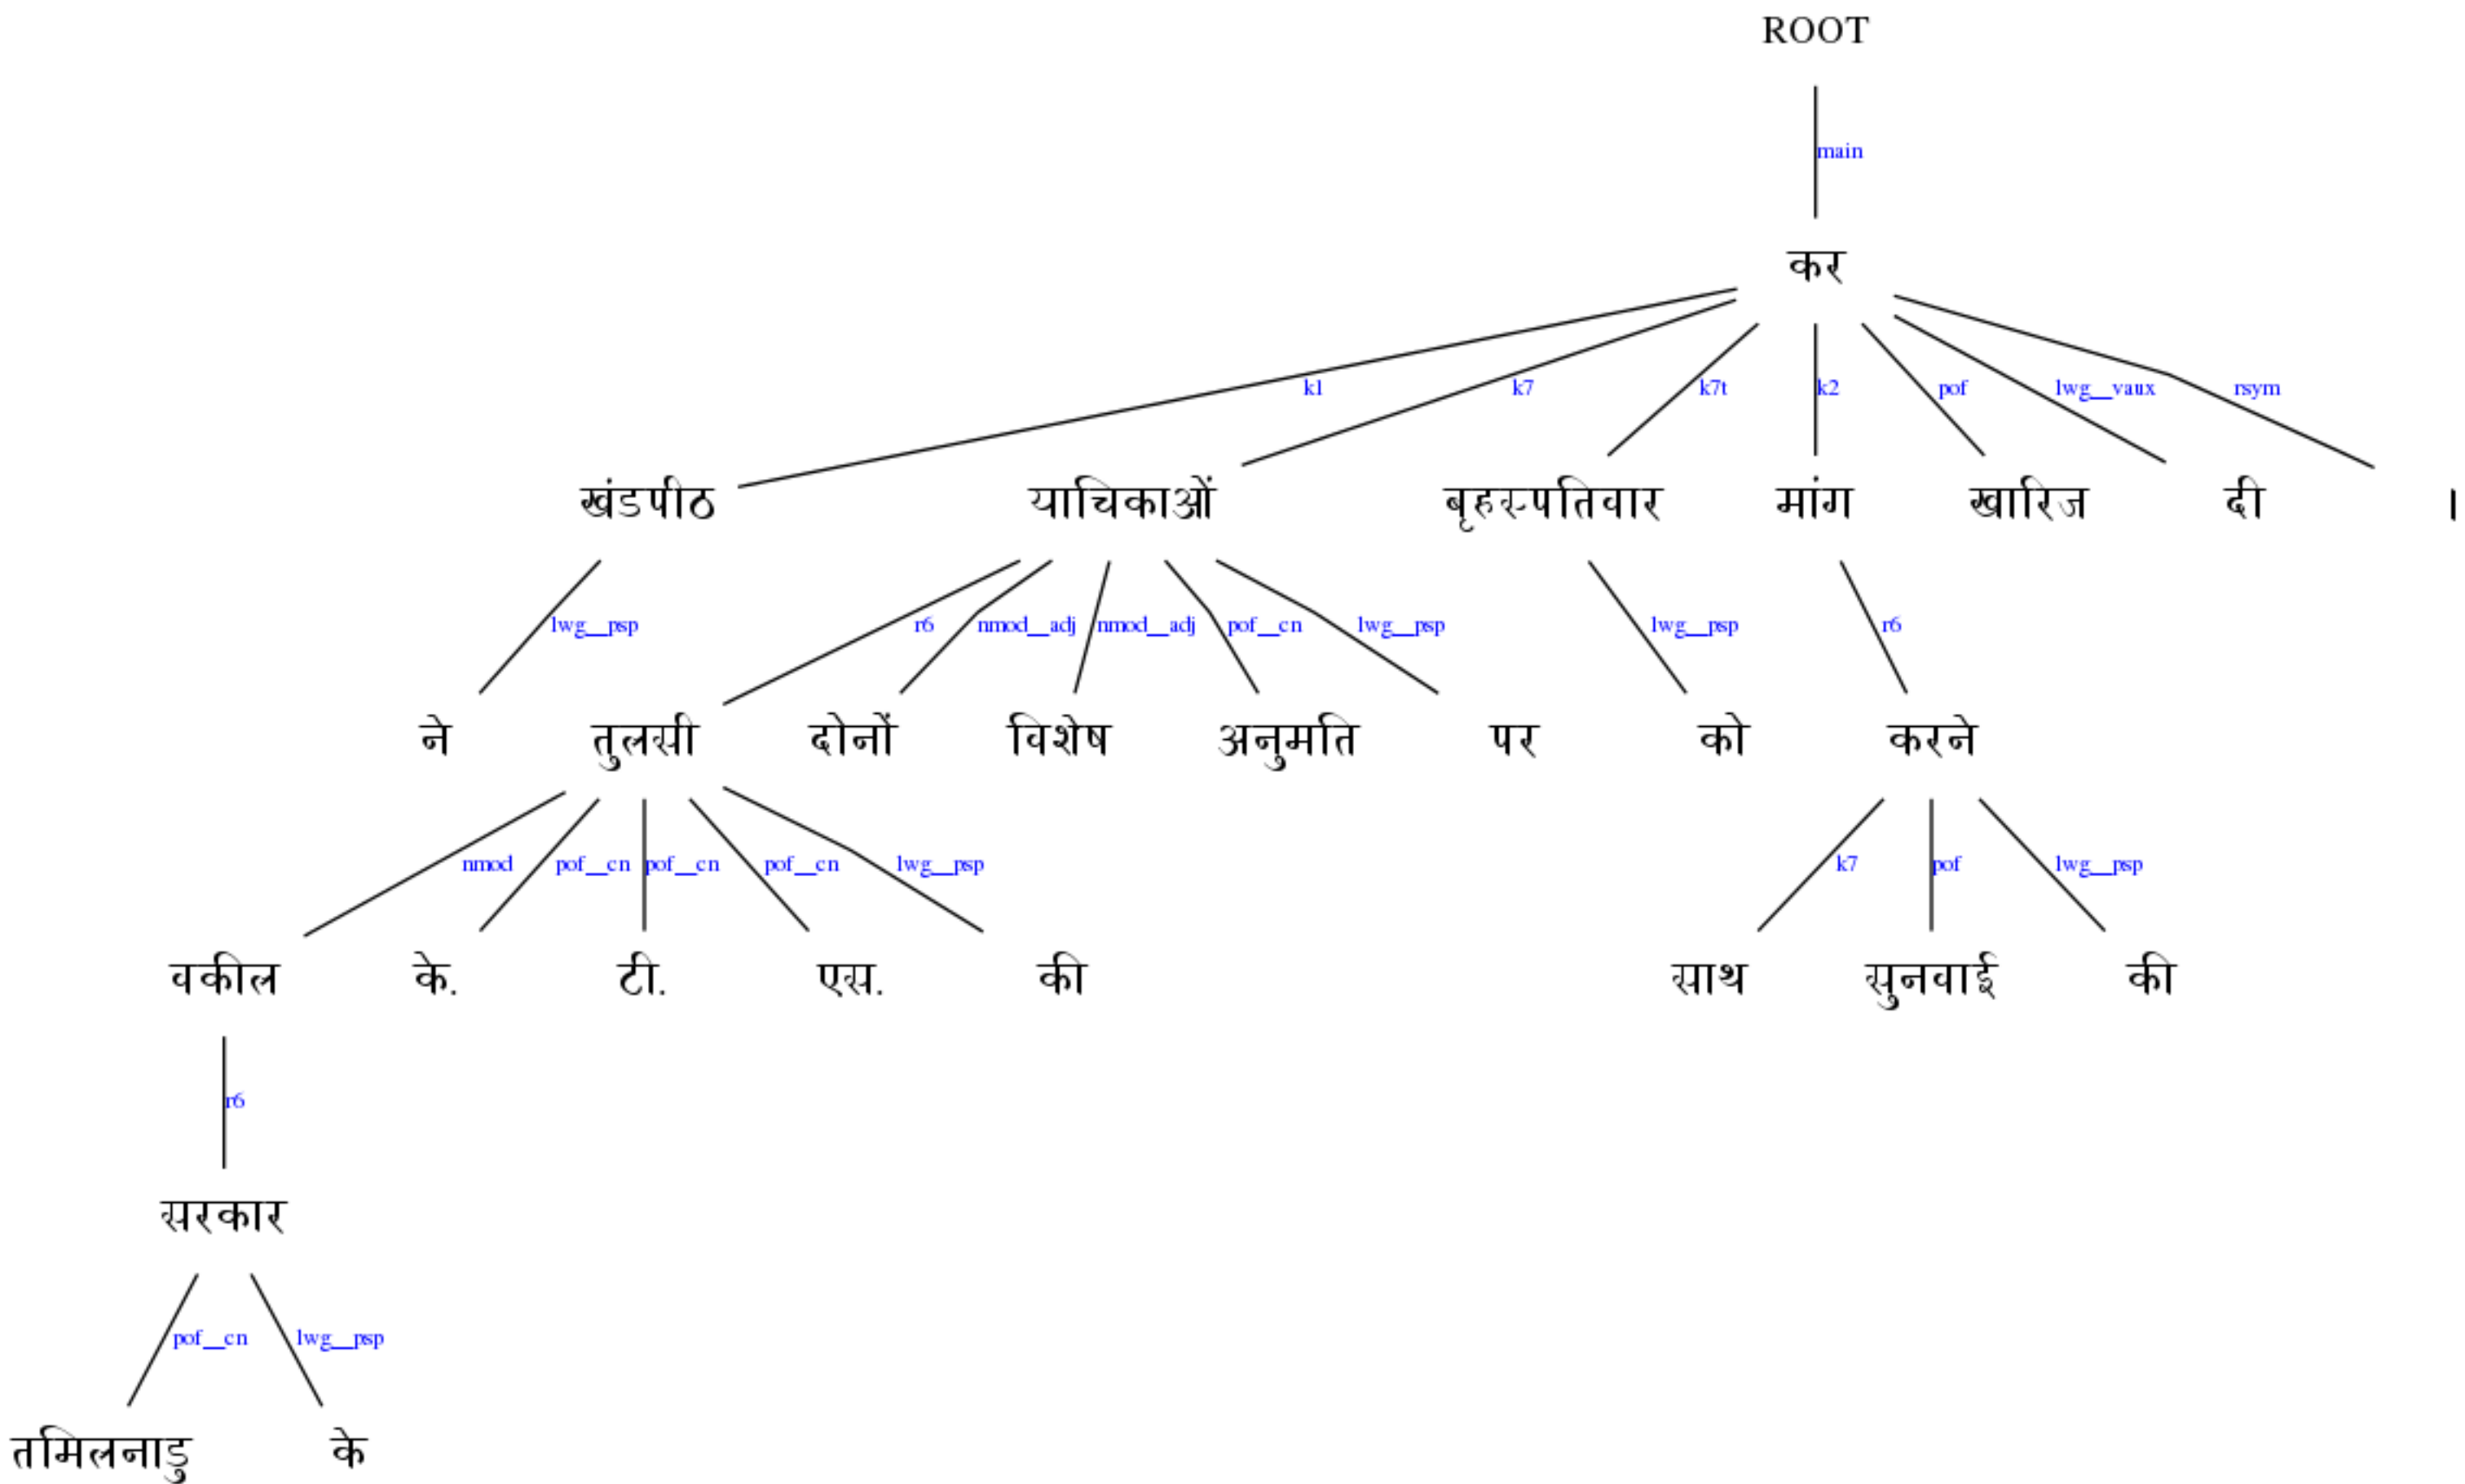 ROOT
main
कर
k1 k7 k7t k2 pof lwg__vaux rsym
खंडपीठ याचिकाओं बृहस्पतिवार मांग खारिज दी ।
lwg__psp r6 nmod__adj nmod__adj pof__cn lwg__psp lwg__psp r6
ने तुलसी दोनों विशेष अनुमति पर को करने
nmod pof__cn pof__cn pof__cn lwg__psp k7 pof lwg__psp
वकील के. टी. एस. की साथ सुनवाई की
r6
सरकार
pof__cn lwg__psp
तमिलनाडु के